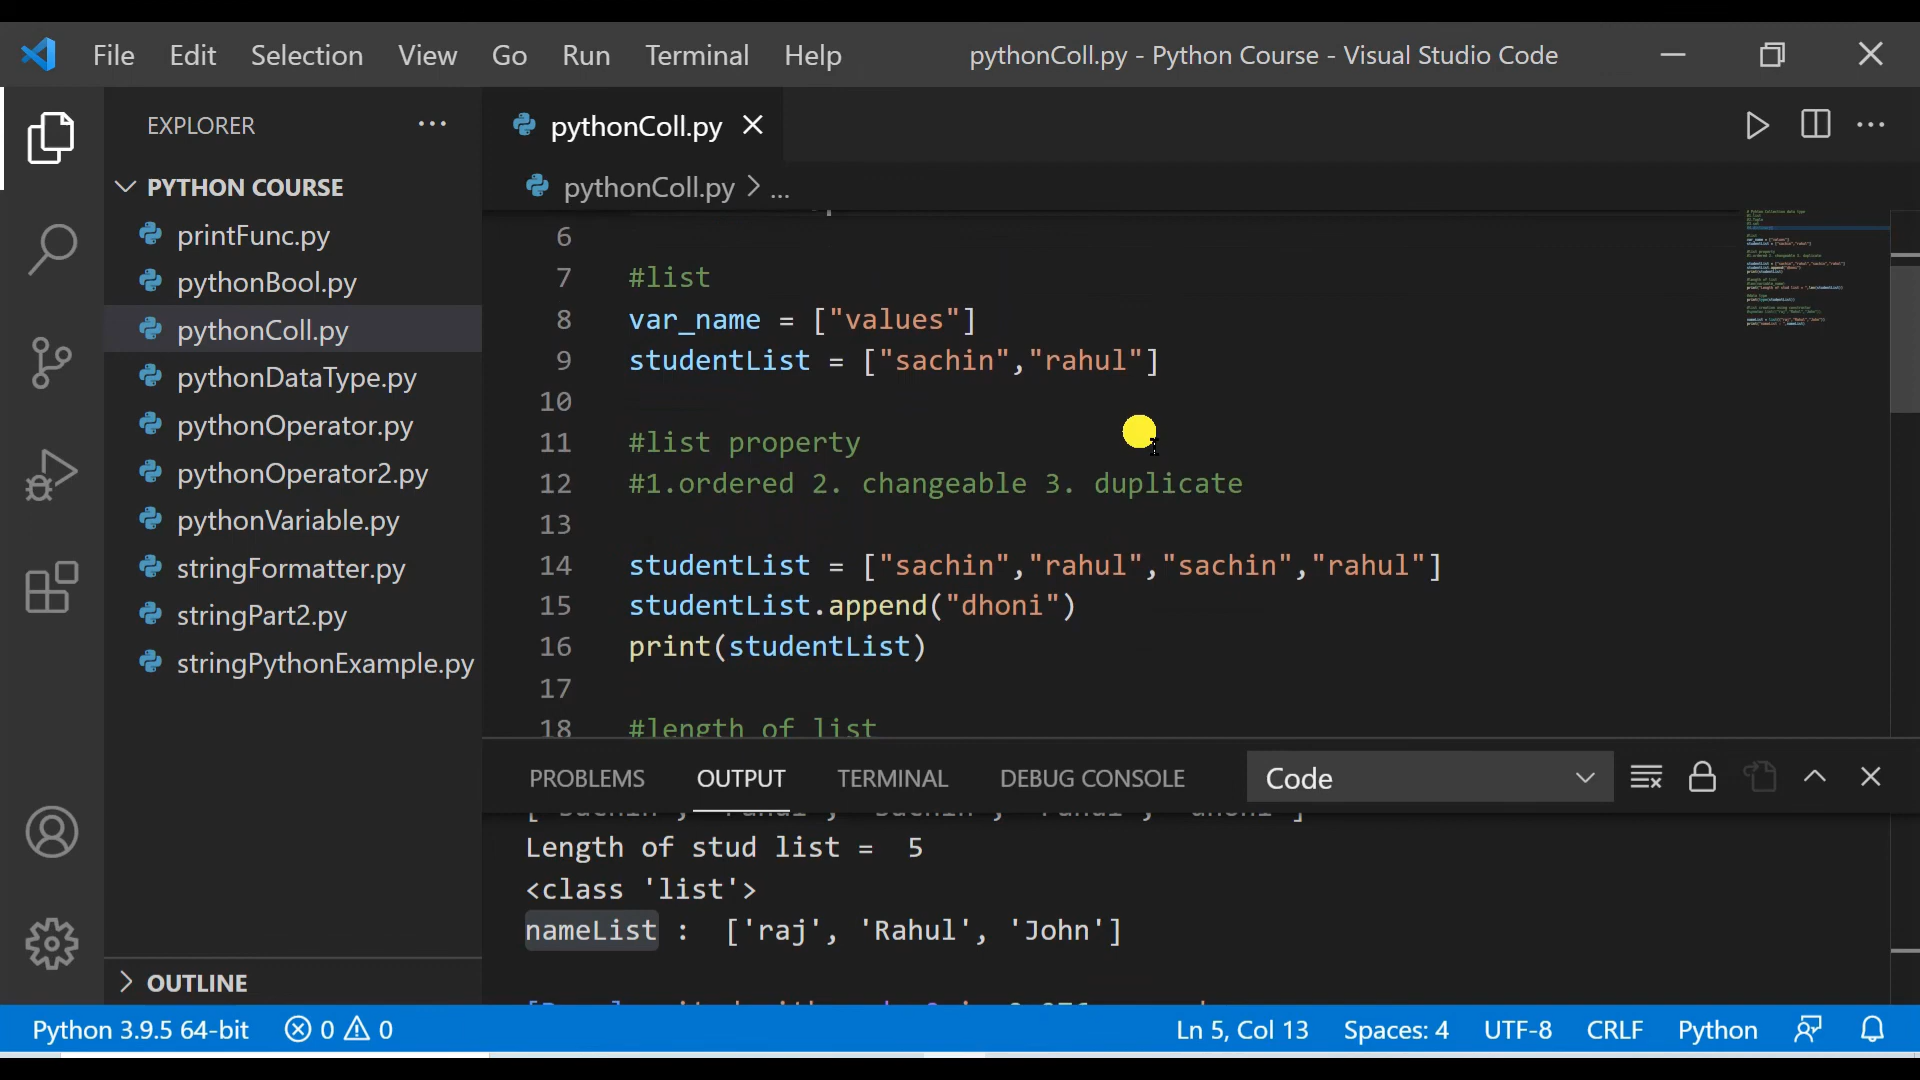 File Edit Selection View Go Run Terminal Help pythonColl.py - Python Course - Visual Studio Code
EXPLORER ...
PYTHON COURSE
printFunc.py
pythonBool.py
pythonColl.py
pythonDataType.py
pythonOperator.py
pythonOperator2.py
pythonVariable.py
stringFormatter.py
stringPart2.py
stringPythonExample.py
OUTLINE
pythonColl.py
pythonColl.py > ...
6
7 #list
8 var_name = ["values"]
9 studentList = ["sachin","rahul"]
10
11 #list property
12 #1.ordered 2. changeable 3. duplicate
13
14 studentList = ["sachin","rahul","sachin","rahul"]
15 studentList.append("dhoni")
16 print(studentList)
17
18 #length of list
PROBLEMS OUTPUT TERMINAL DEBUG CONSOLE Code
Length of stud list =  5
<class 'list'>
nameList :  ['raj', 'Rahul', 'John']
Python 3.9.5 64-bit 0 0 Ln 5, Col 13 Spaces: 4 UTF-8 CRLF Python